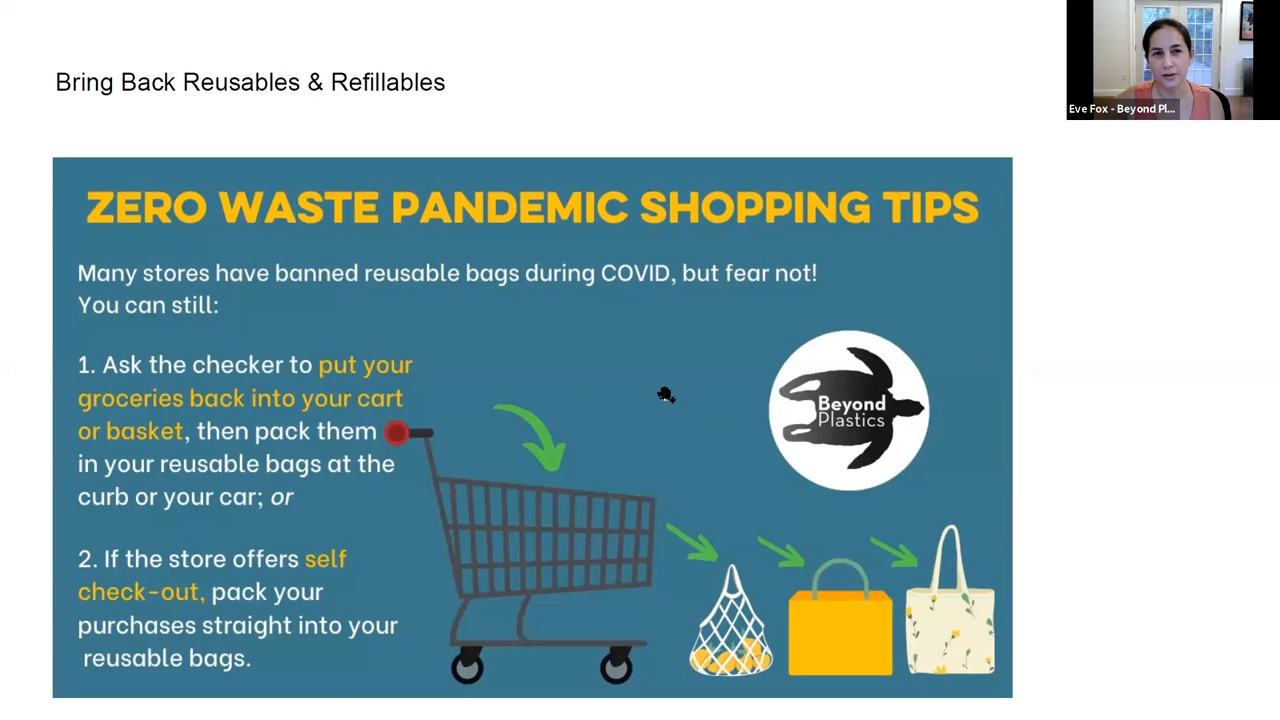 Bring Back Reusables & Refillables
Eve Fox - Beyond Pl...
ZERO WASTE PANDEMIC SHOPPING TIPS
Many stores have banned reusable bags during COVID, but fear not!
You can still:
1. Ask the checker to put your
groceries back into your cart
or basket, then pack them
in your reusable bags at the
curb or your car; or
2. If the store offers self
check-out, pack your
purchases straight into your
reusable bags.
Beyond
Plastics